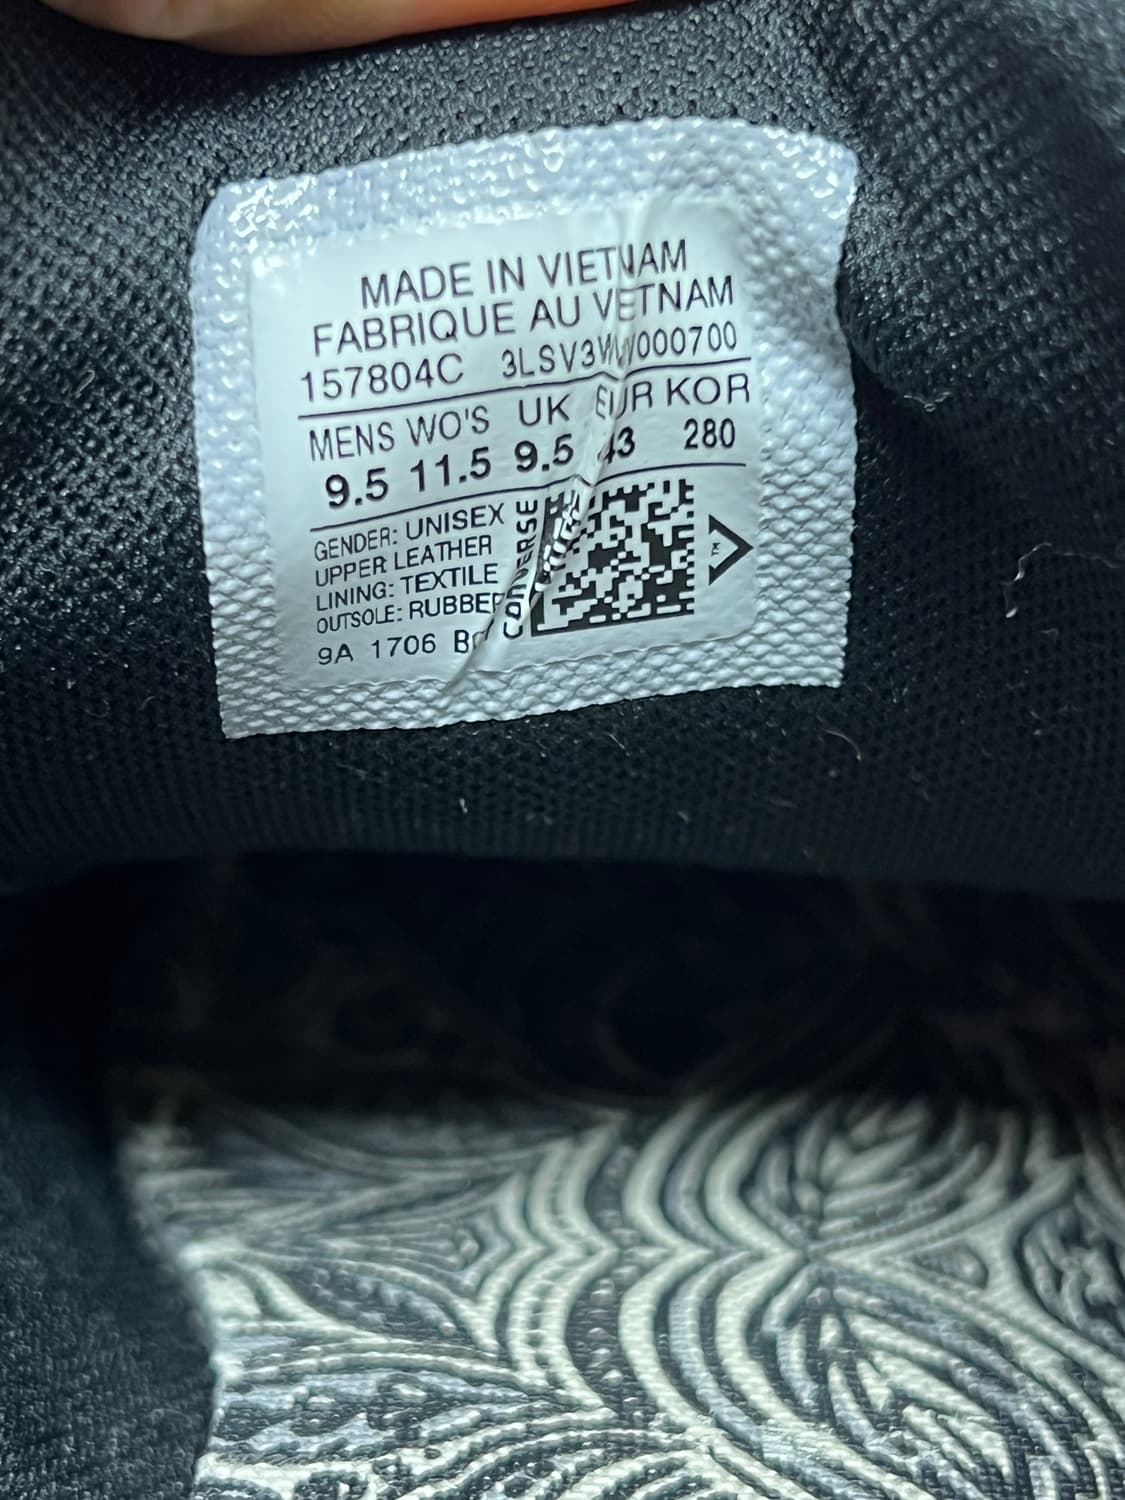 MADE IN VIETNAM
FABRIQUE AU VETNAM
157804C 3LSV3WW000700
MENS WO'S UK EUR KOR
9.5 11.5 9.5 43 280
GENDER: UNISEX
UPPER LEATHER
LINING: TEXTILE
OUTSOLE: RUBBER
9A 1706
CONVERSE